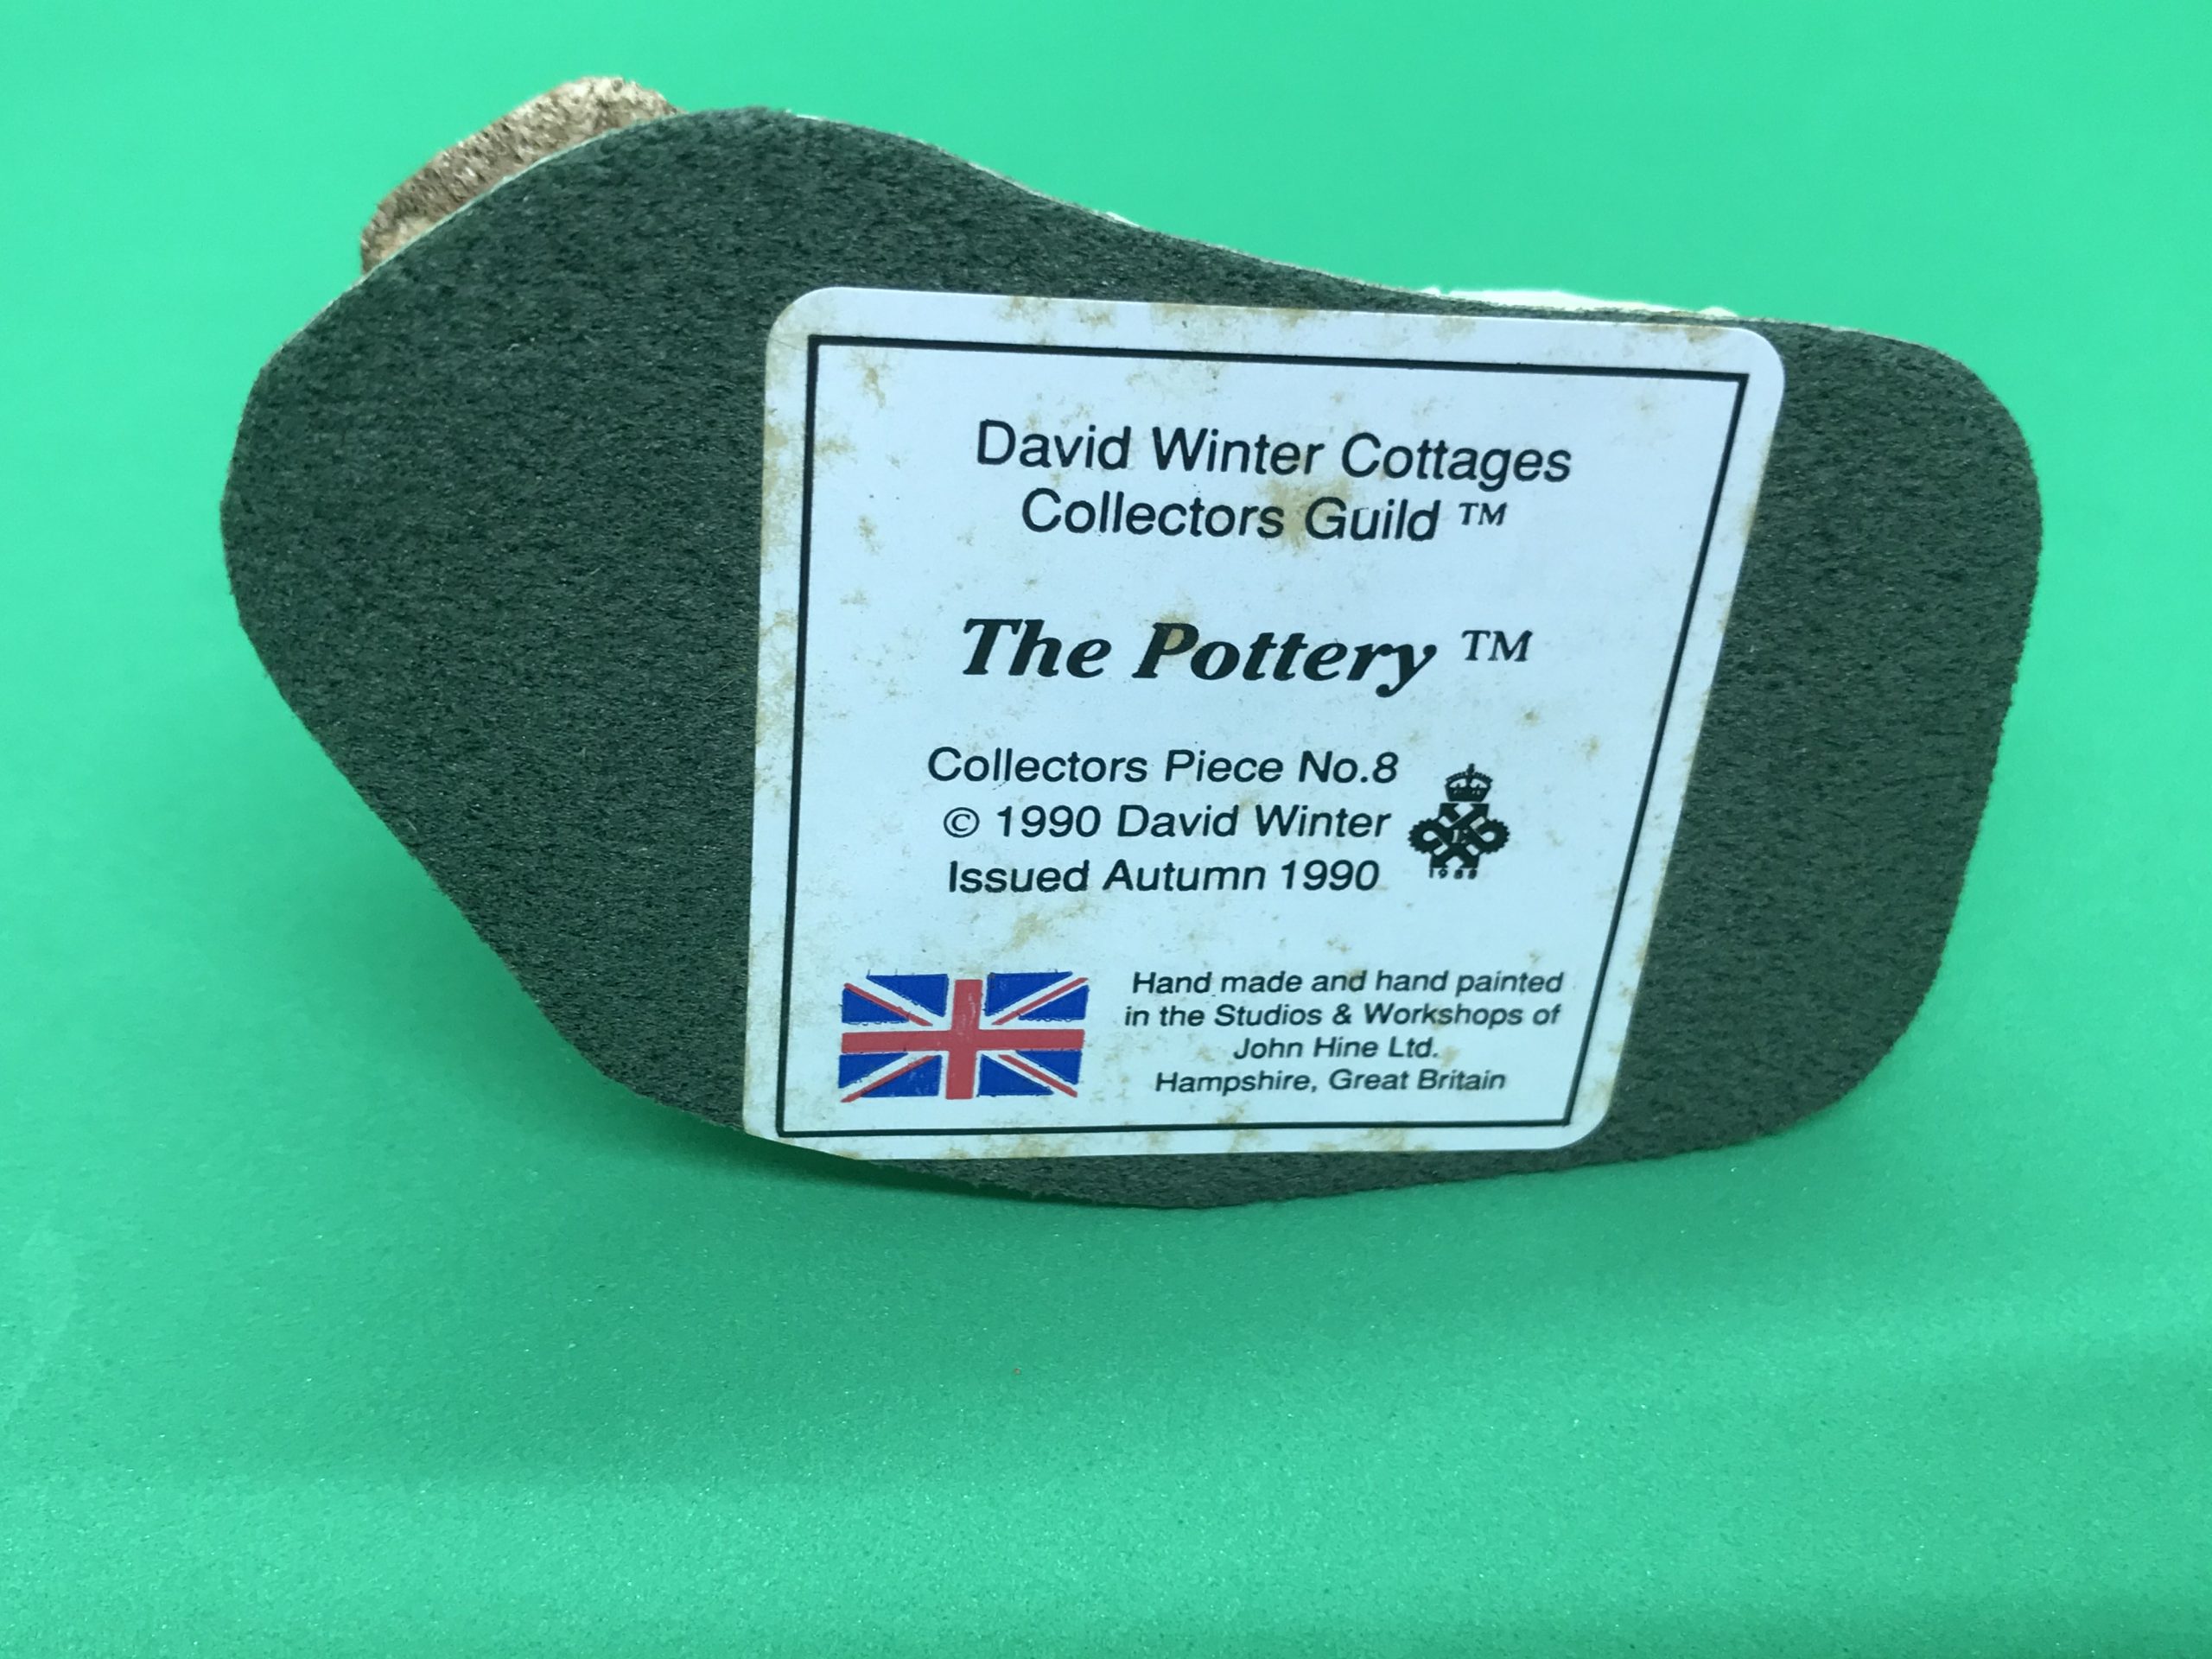 David Winter Cottages
Collectors Guild ™
The Pottery ™
Collectors Piece No.8
© 1990 David Winter
Issued Autumn 1990
Hand made and hand painted
in the Studios & Workshops of
John Hine Ltd.
Hampshire, Great Britain